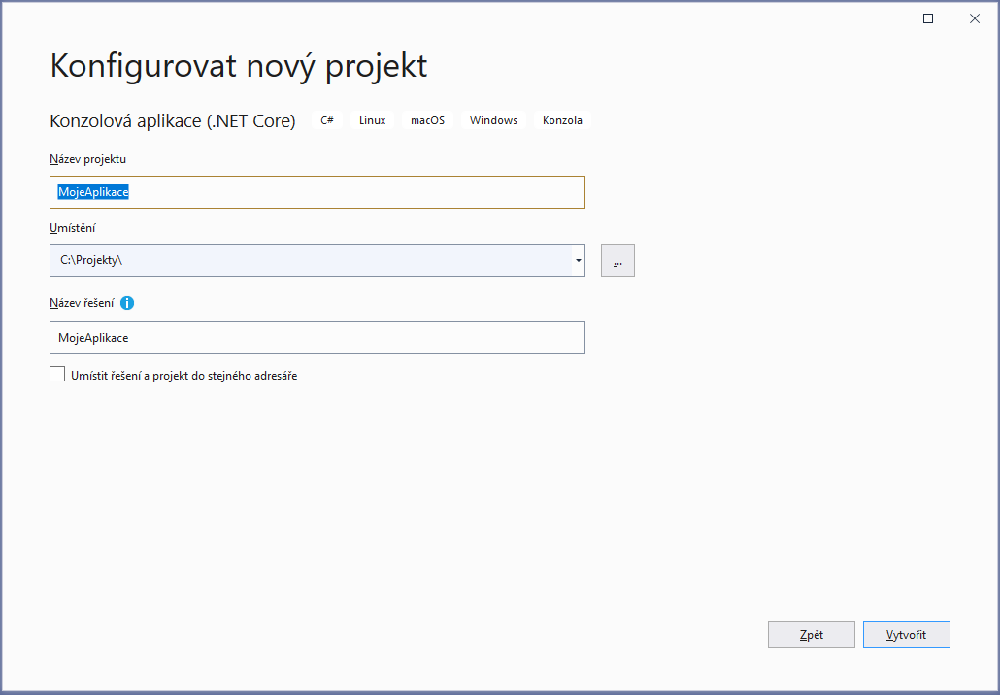 Konfigurovat nový projekt
Konzolová aplikace (.NET Core) C# Linux macOS Windows Konzola
Název projektu
MojeAplikace
Umístění
C:\Projekty\
...
Název řešení
MojeAplikace
Umístit řešení a projekt do stejného adresáře
Zpět Vytvořit